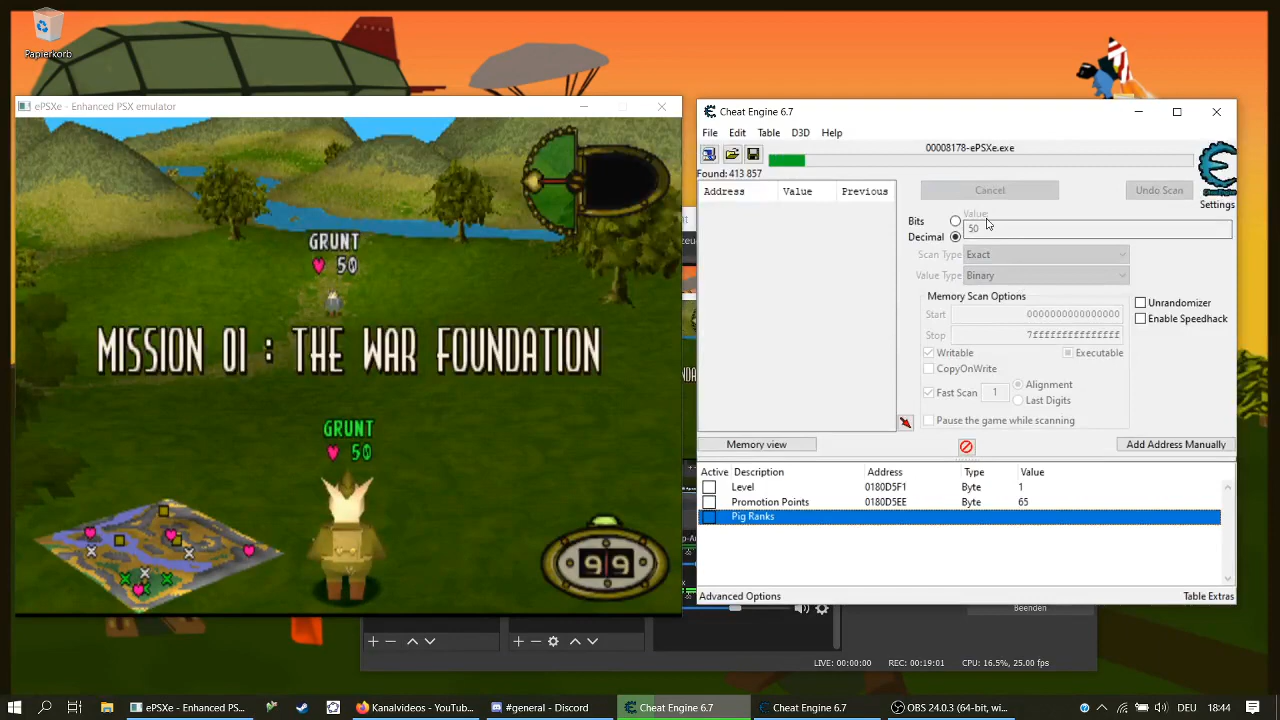 Papierkorb
ePSXe - Enhanced PSX emulator
GRUNT
50
MISSION 01 : THE WAR FOUNDATION
GRUNT
50
99
Cheat Engine 6.7
File Edit Table D3D Help
00008178-ePSXe.exe
Found: 413 857
Address Value Previous
Cancel
Undo Scan
Settings
Value:
Bits
50
Decimal
Scan Type Exact
Value Type Binary
Memory Scan Options
Start 0000000000000000
Stop 7fffffffffffffff
Writable Executable
CopyOnWrite
Fast Scan 1 Alignment
Last Digits
Pause the game while scanning
Unrandomizer
Enable Speedhack
Memory view
Add Address Manually
Active Description Address Type Value
Level 0180D5F1 Byte 1
Promotion Points 0180D5EE Byte 65
Pig Ranks
Advanced Options
Table Extras
Beenden
LIVE: 00:00:00 REC: 19:01:01 CPU: 16.5%, 25.00 fps
ePSXe - Enhanced PS...
Kanalvideos - YouTub...
#general - Discord
Cheat Engine 6.7
Cheat Engine 6.7
OBS 24.0.3 (64-bit, w...
DEU 18:44